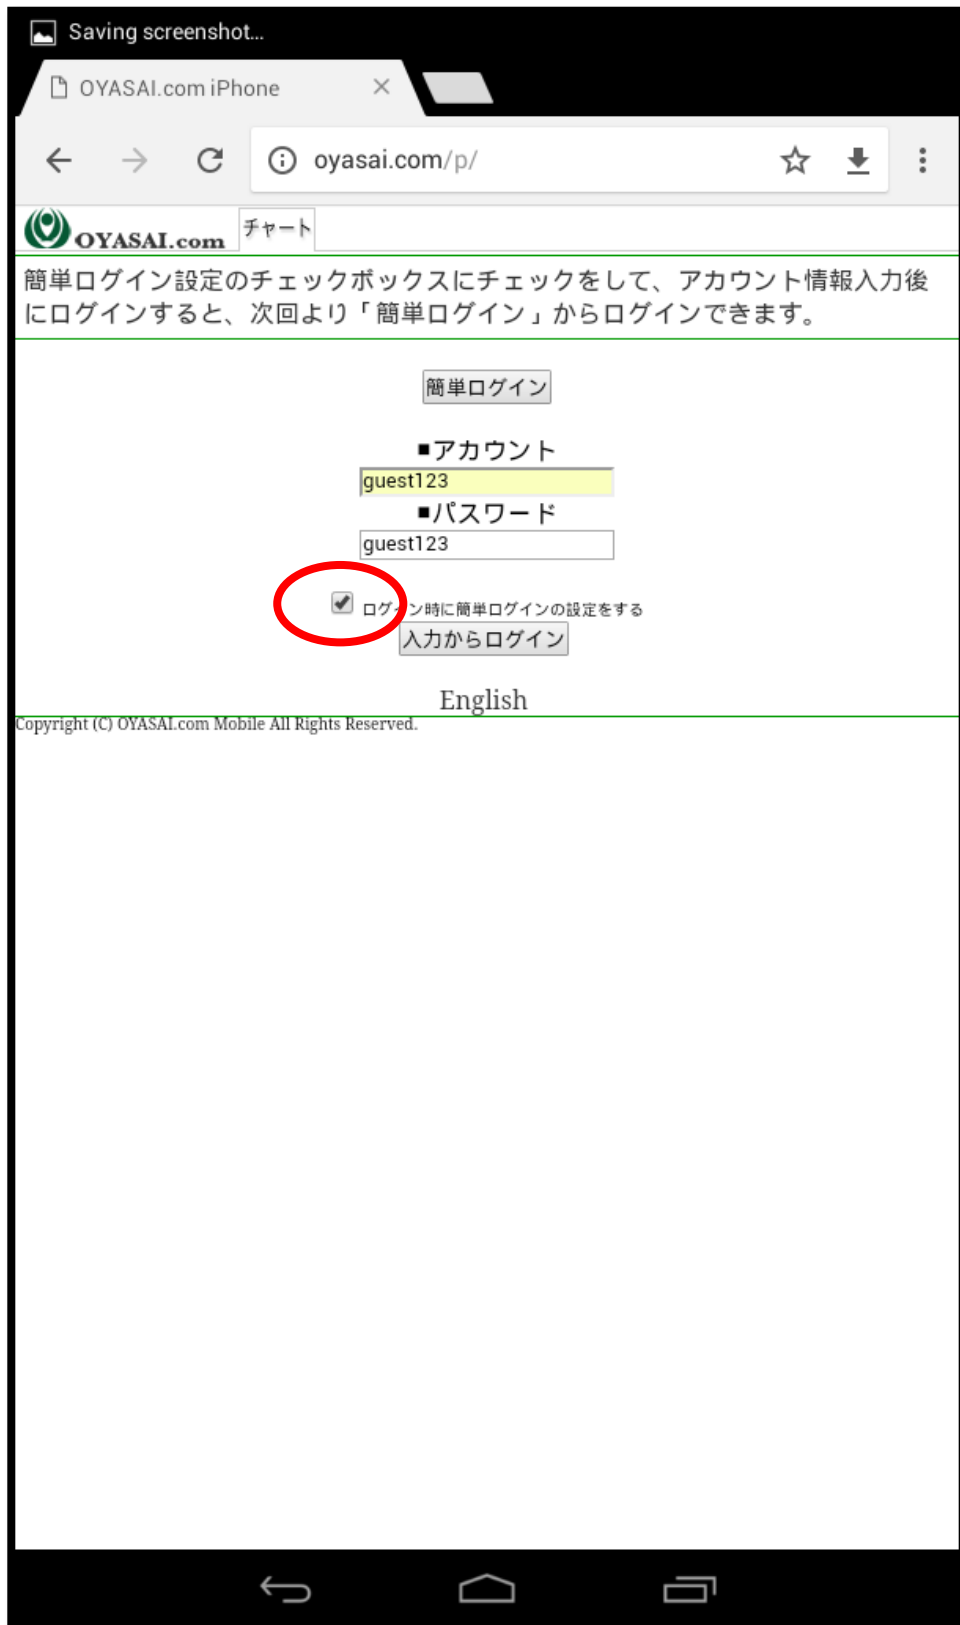 Saving screenshot...
OYASAI.com iPhone
oyasai.com/p/
OYASAI.com
チャート
簡単ログイン設定のチェックボックスにチェックをして、アカウント情報入力後
にログインすると、次回より「簡単ログイン」からログインできます。
簡単ログイン
■アカウント
guest123
■パスワード
guest123
ログイン時に簡単ログインの設定をする
入力からログイン
English
Copyright (C) OYASAI.com Mobile All Rights Reserved.